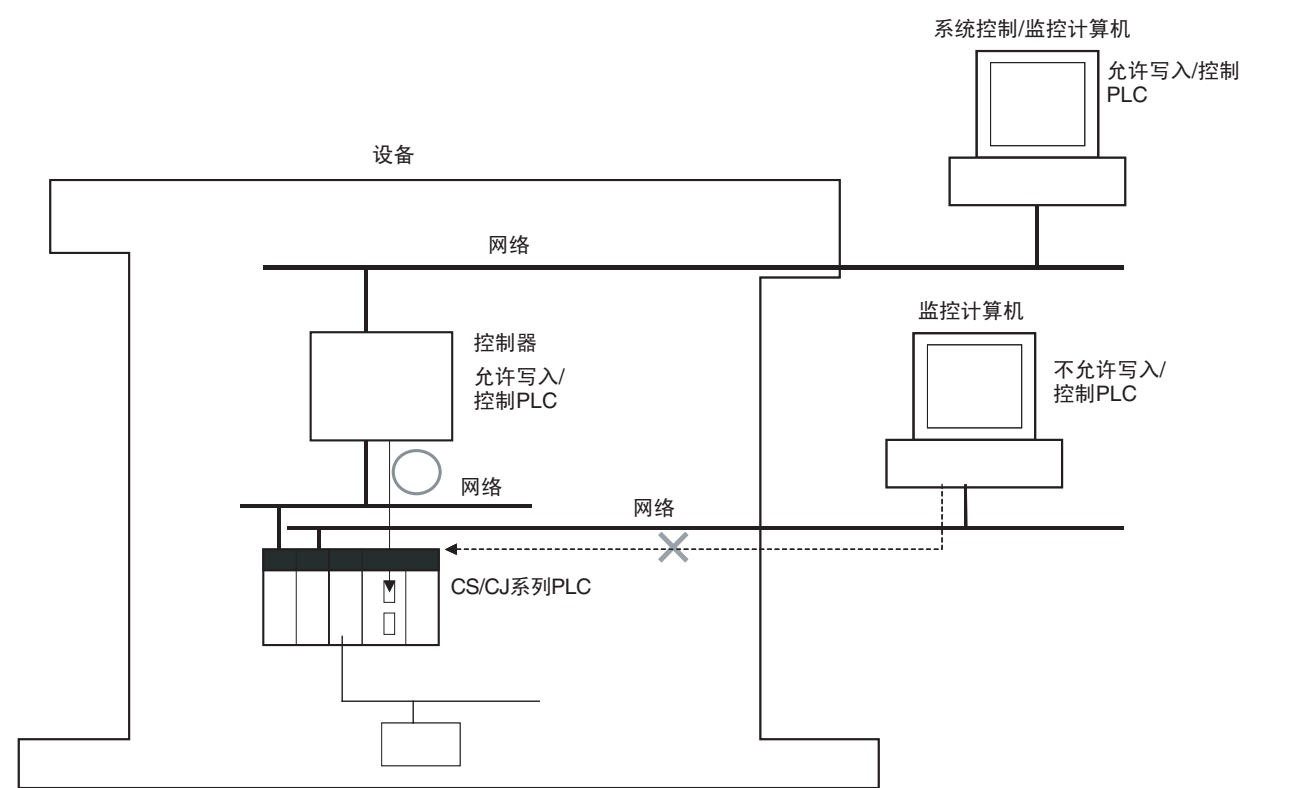 系统控制/监控计算机
允许写入/控制
PLC
设备
网络
监控计算机
控制器
允许写入/
控制PLC
不允许写入/
控制PLC
网络
网络
CS/CJ系列PLC